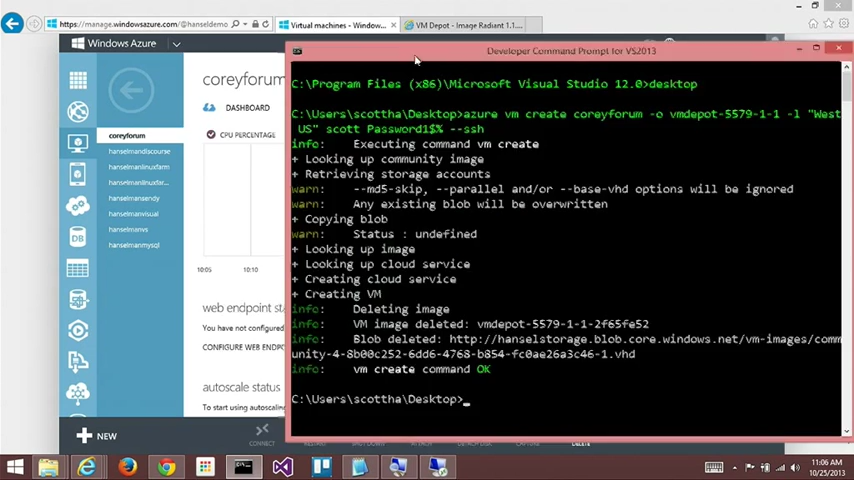 https://manage.windowsazure.com/@hanseldemo
Virtual machines - Window...
VM Depot - Image Radiant 1.1....
Windows Azure
coreyforum
DASHBOARD
CPU PERCENTAGE
coreyforum
hanselmandiscourse
hanselmanlinuxfarm
hanselmanlinuxfar...
hanselmansendy
hanselmanvisual
hanselmanvs
hanselmanmysql
10:05
10:10
web endpoint st
You have not configured
CONFIGURE WEB ENDP
autoscale status
To start using autoscalin
NEW
CONNECT
DELETE
Developer Command Prompt for VS2013
C:\Program Files (x86)\Microsoft Visual Studio 12.0>desktop
C:\Users\scottha\Desktop>azure vm create coreyforum -o vmdepot-5579-1-1 -l "West
US" scott Password1$% --ssh
info: Executing command vm create
+ Looking up community image
+ Retrieving storage accounts
warn: --md5-skip, --parallel and/or --base-vhd options will be ignored
warn: Any existing blob will be overwritten
+ Copying blob
warn: Status : undefined
+ Looking up image
+ Looking up cloud service
+ Creating cloud service
+ Creating VM
info: Deleting image
info: VM image deleted: vmdepot-5579-1-1-2f65fe52
info: Blob deleted: http://hanselstorage.blob.core.windows.net/vm-images/comm
unity-4-8b00c252-6dd6-4768-b854-fc0ae26a3c46-1.vhd
info: vm create command OK
C:\Users\scottha\Desktop>_
11:06 AM
10/25/2013